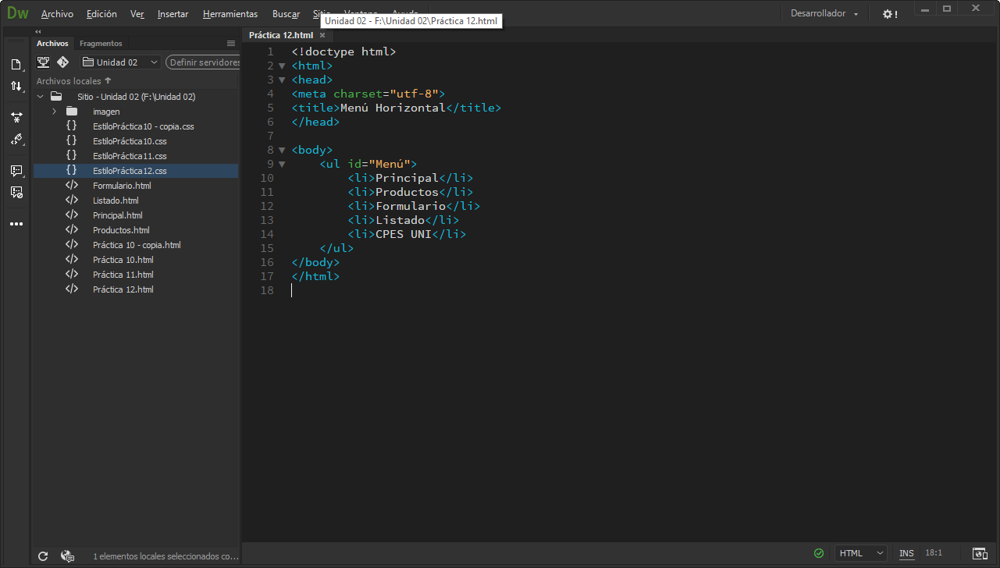 Dw Archivo Edición Ver Insertar Herramientas Buscar Desarrollador !
Unidad 02 - F:\Unidad 02\Práctica 12.html
Archivos Fragmentos
Práctica 12.html ×
Unidad 02 Definir servidores
Archivos locales ↑
Sitio - Unidad 02 (F:\Unidad 02)
imagen
{} EstiloPráctica10 - copia.css
{} EstiloPráctica10.css
{} EstiloPráctica11.css
{} EstiloPráctica12.css
</> Formulario.html
</> Listado.html
</> Principal.html
</> Productos.html
</> Práctica 10 - copia.html
</> Práctica 10.html
</> Práctica 11.html
</> Práctica 12.html
1 <!doctype html>
2 <html>
3 <head>
4 <meta charset="utf-8">
5 <title>Menú Horizontal</title>
6 </head>
7
8 <body>
9     <ul id="Menú">
10         <li>Principal</li>
11         <li>Productos</li>
12         <li>Formulario</li>
13         <li>Listado</li>
14         <li>CPES UNI</li>
15     </ul>
16 </body>
17 </html>
18
1 elementos locales seleccionados co...
HTML INS 18:1